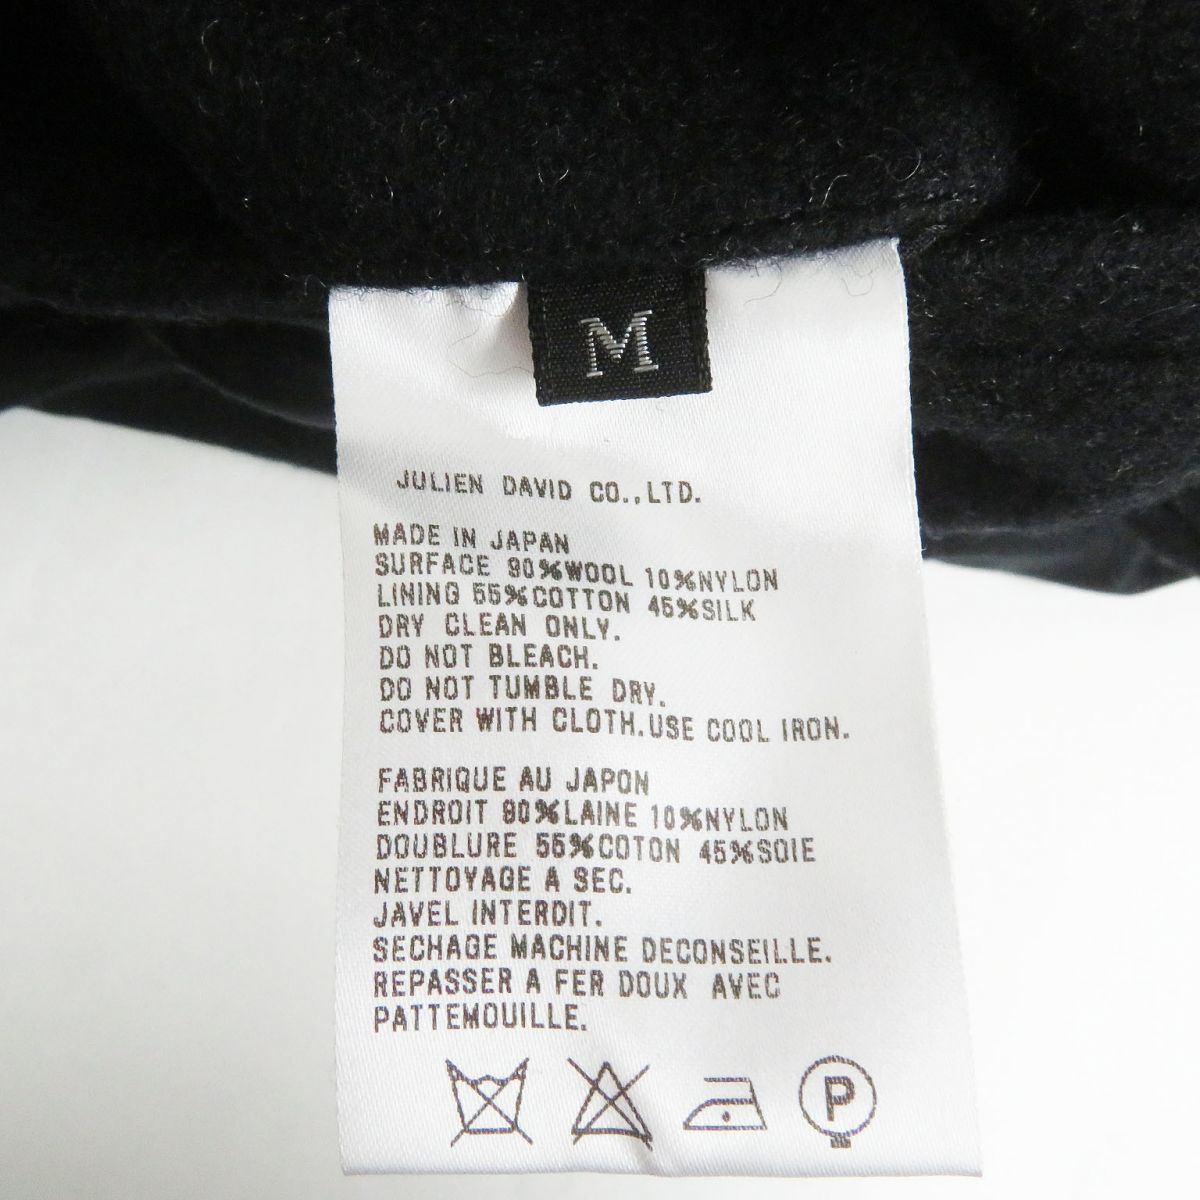 M
JULIEN DAVID CO.,LTD.
MADE IN JAPAN
SURFACE 90%WOOL 10%NYLON
LINING 55%COTTON 45%SILK
DRY CLEAN ONLY.
DO NOT BLEACH.
DO NOT TUMBLE DRY.
COVER WITH CLOTH.USE COOL IRON.
FABRIQUE AU JAPON
ENDROIT 90%LAINE 10%NYLON
DOUBLURE 55%COTON 45%SOIE
NETTOYAGE A SEC.
JAVEL INTERDIT.
SECHAGE MACHINE DECONSEILLE.
REPASSER A FER DOUX AVEC
PATTEMOUILLE.
P